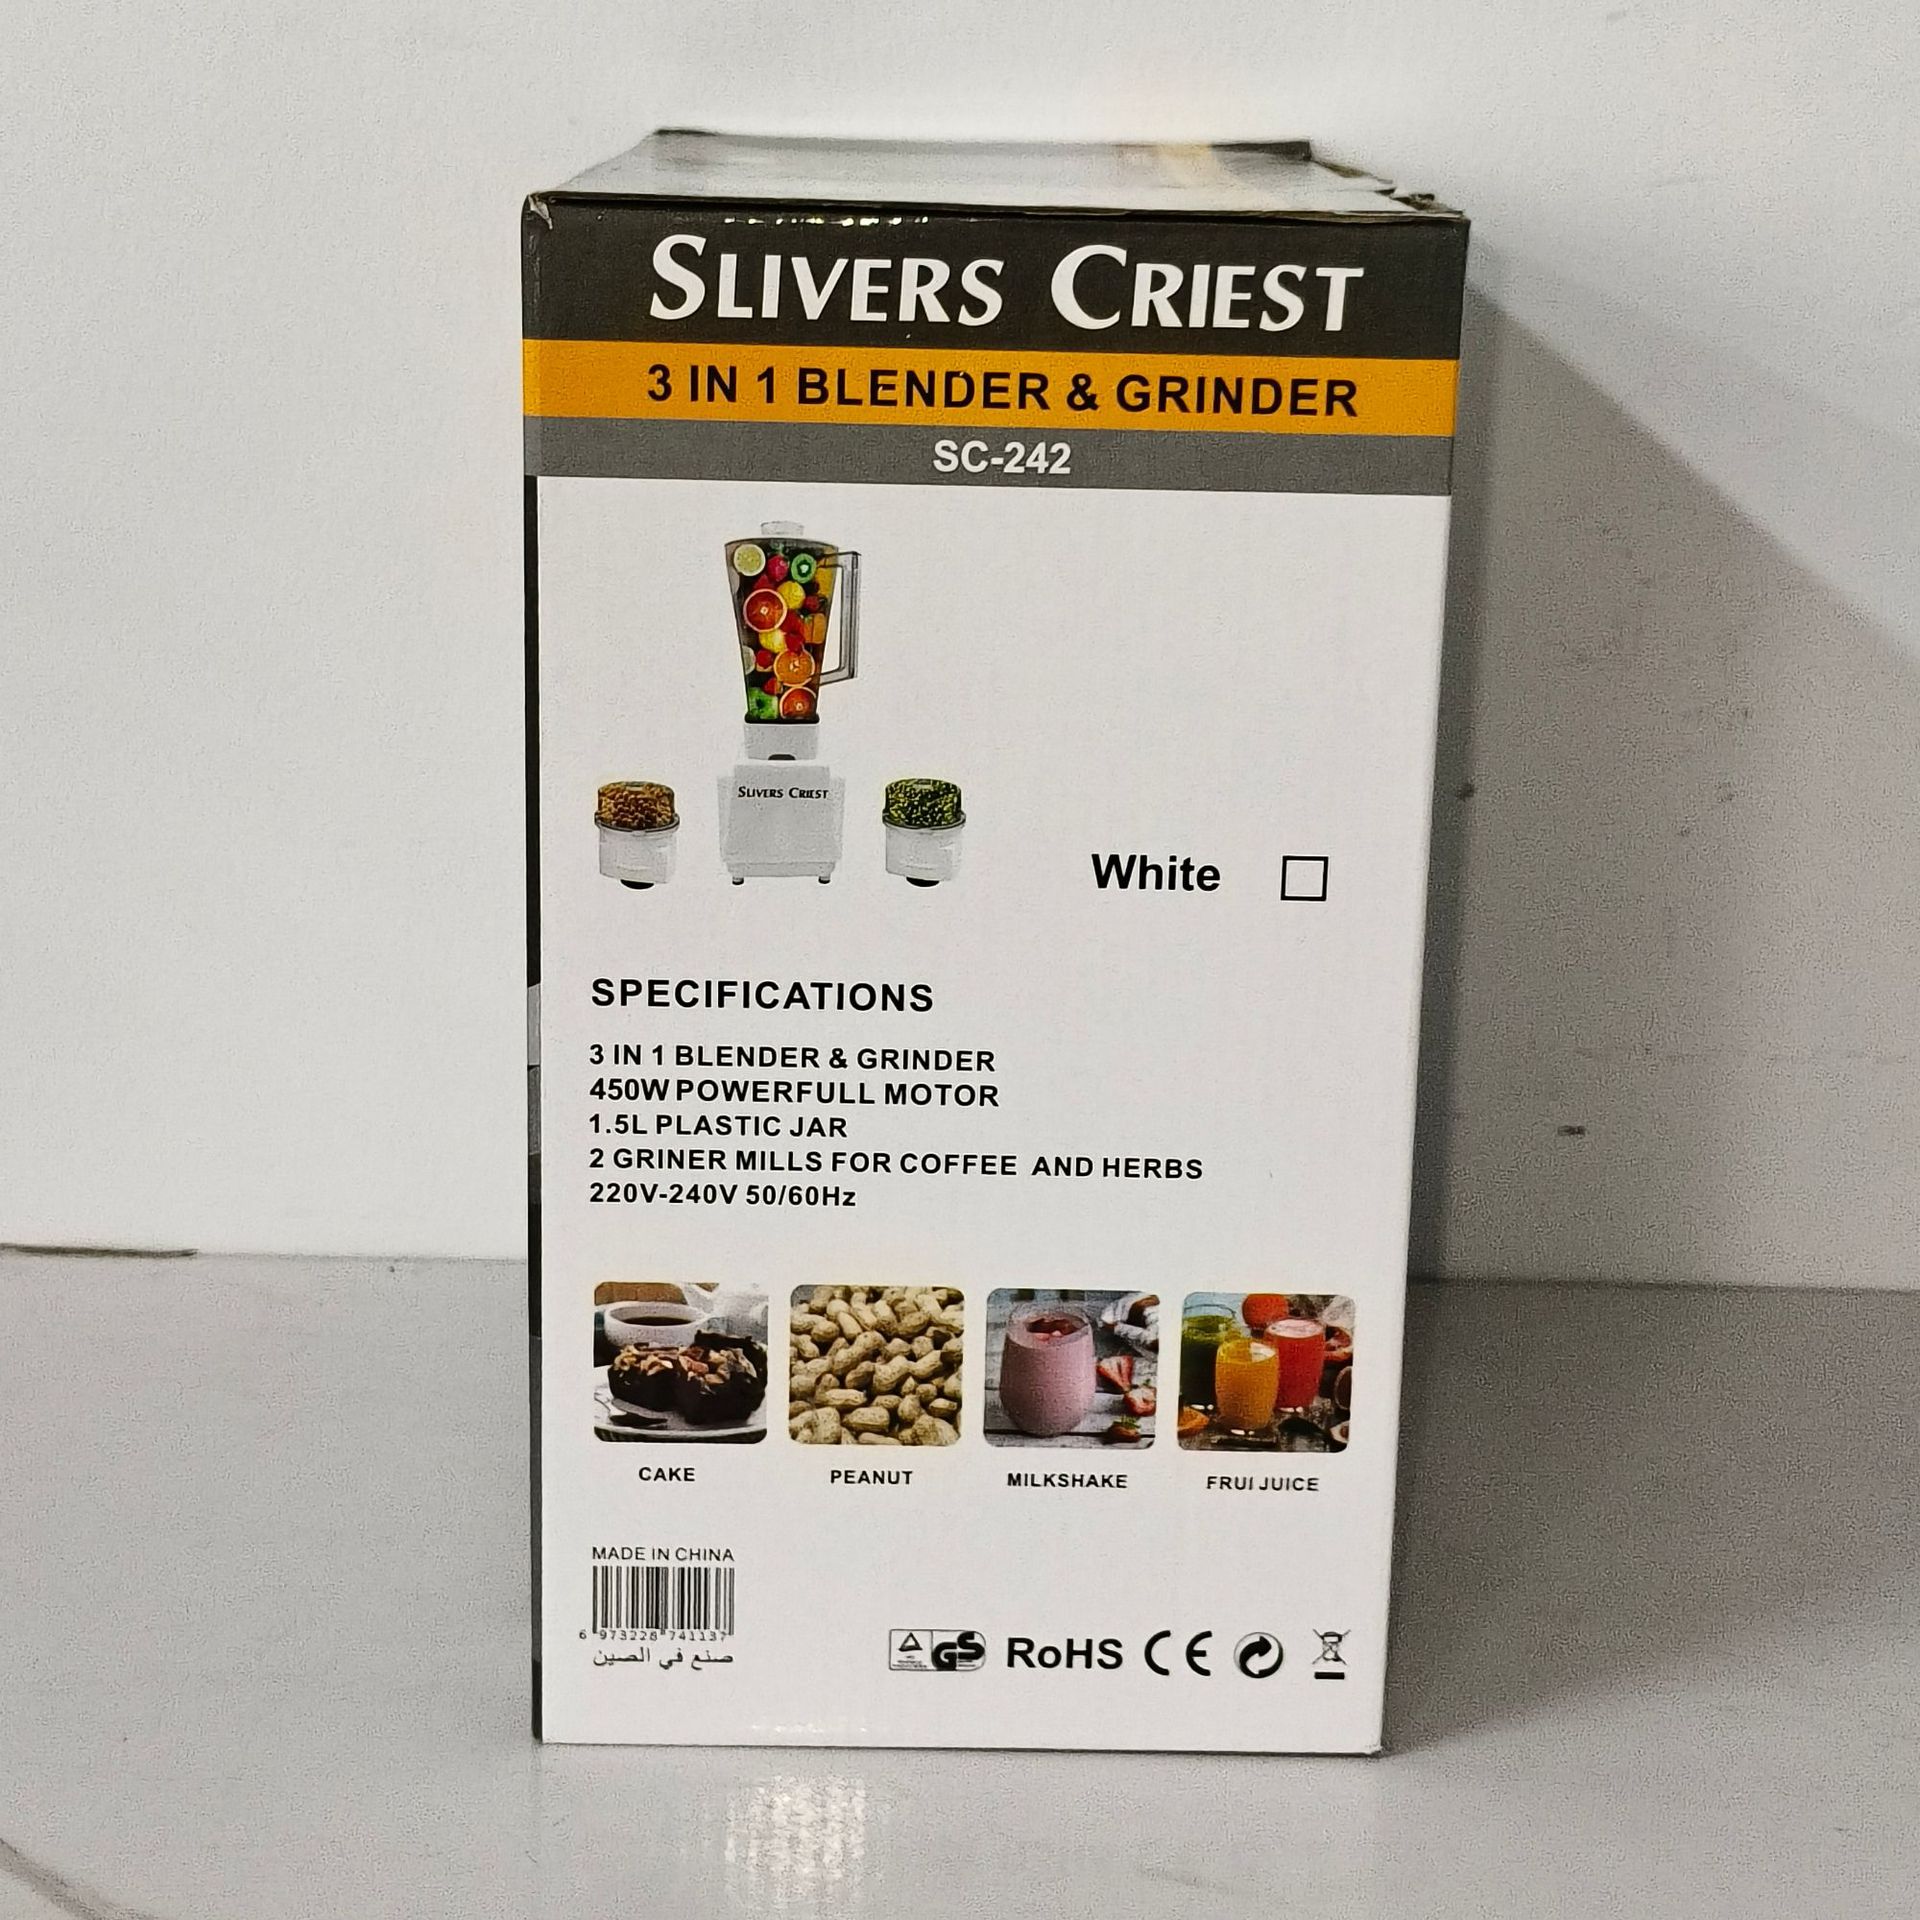 SLIVERS CRIEST
3 IN 1 BLENDER & GRINDER
SC-242
SLIVERS CRIEST
White
SPECIFICATIONS
3 IN 1 BLENDER & GRINDER
450W POWERFULL MOTOR
1.5L PLASTIC JAR
2 GRINER MILLS FOR COFFEE AND HERBS
220V-240V 50/60Hz
CAKE
PEANUT
MILKSHAKE
FRUI JUICE
MADE IN CHINA
6 973228 741137
صنع في الصين
GS RoHS CE